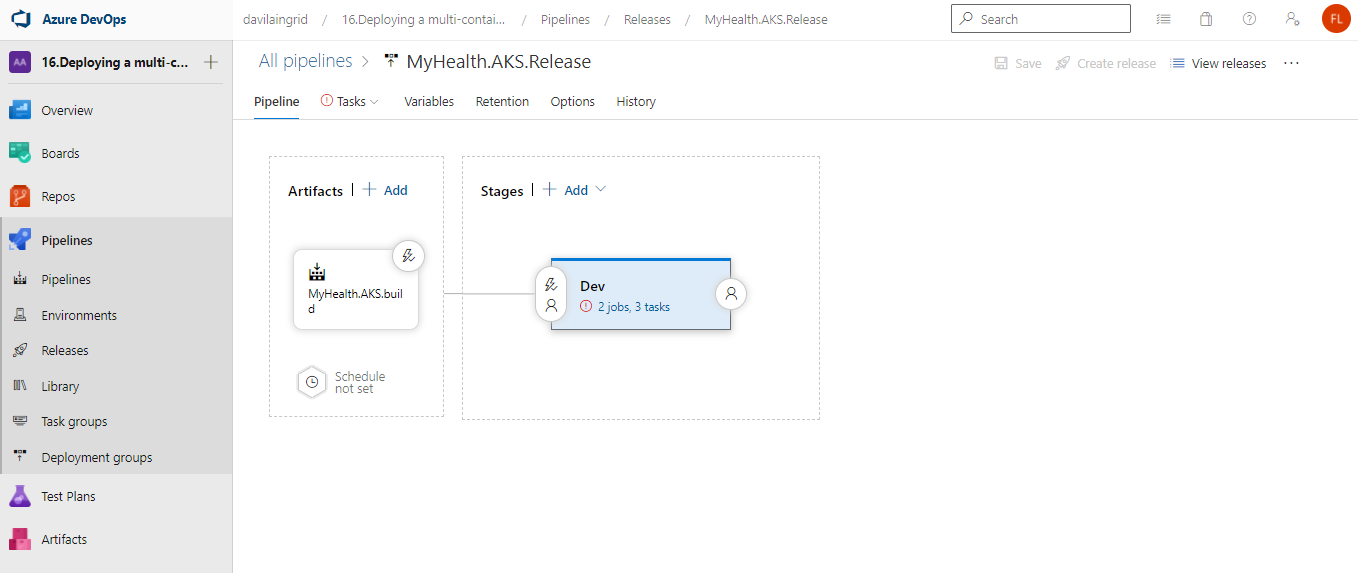 Azure DevOps
davilaingrid / 16.Deploying a multi-contai... / Pipelines / Releases / MyHealth.AKS.Release
Search
FL
AA 16.Deploying a multi-c...
Overview
Boards
Repos
Pipelines
Pipelines
Environments
Releases
Library
Task groups
Deployment groups
Test Plans
Artifacts
All pipelines > MyHealth.AKS.Release
Save
Create release
View releases
...
Pipeline
Tasks
Variables
Retention
Options
History
Artifacts | + Add
MyHealth.AKS.buil
d
Schedule
not set
Stages | + Add
Dev
2 jobs, 3 tasks